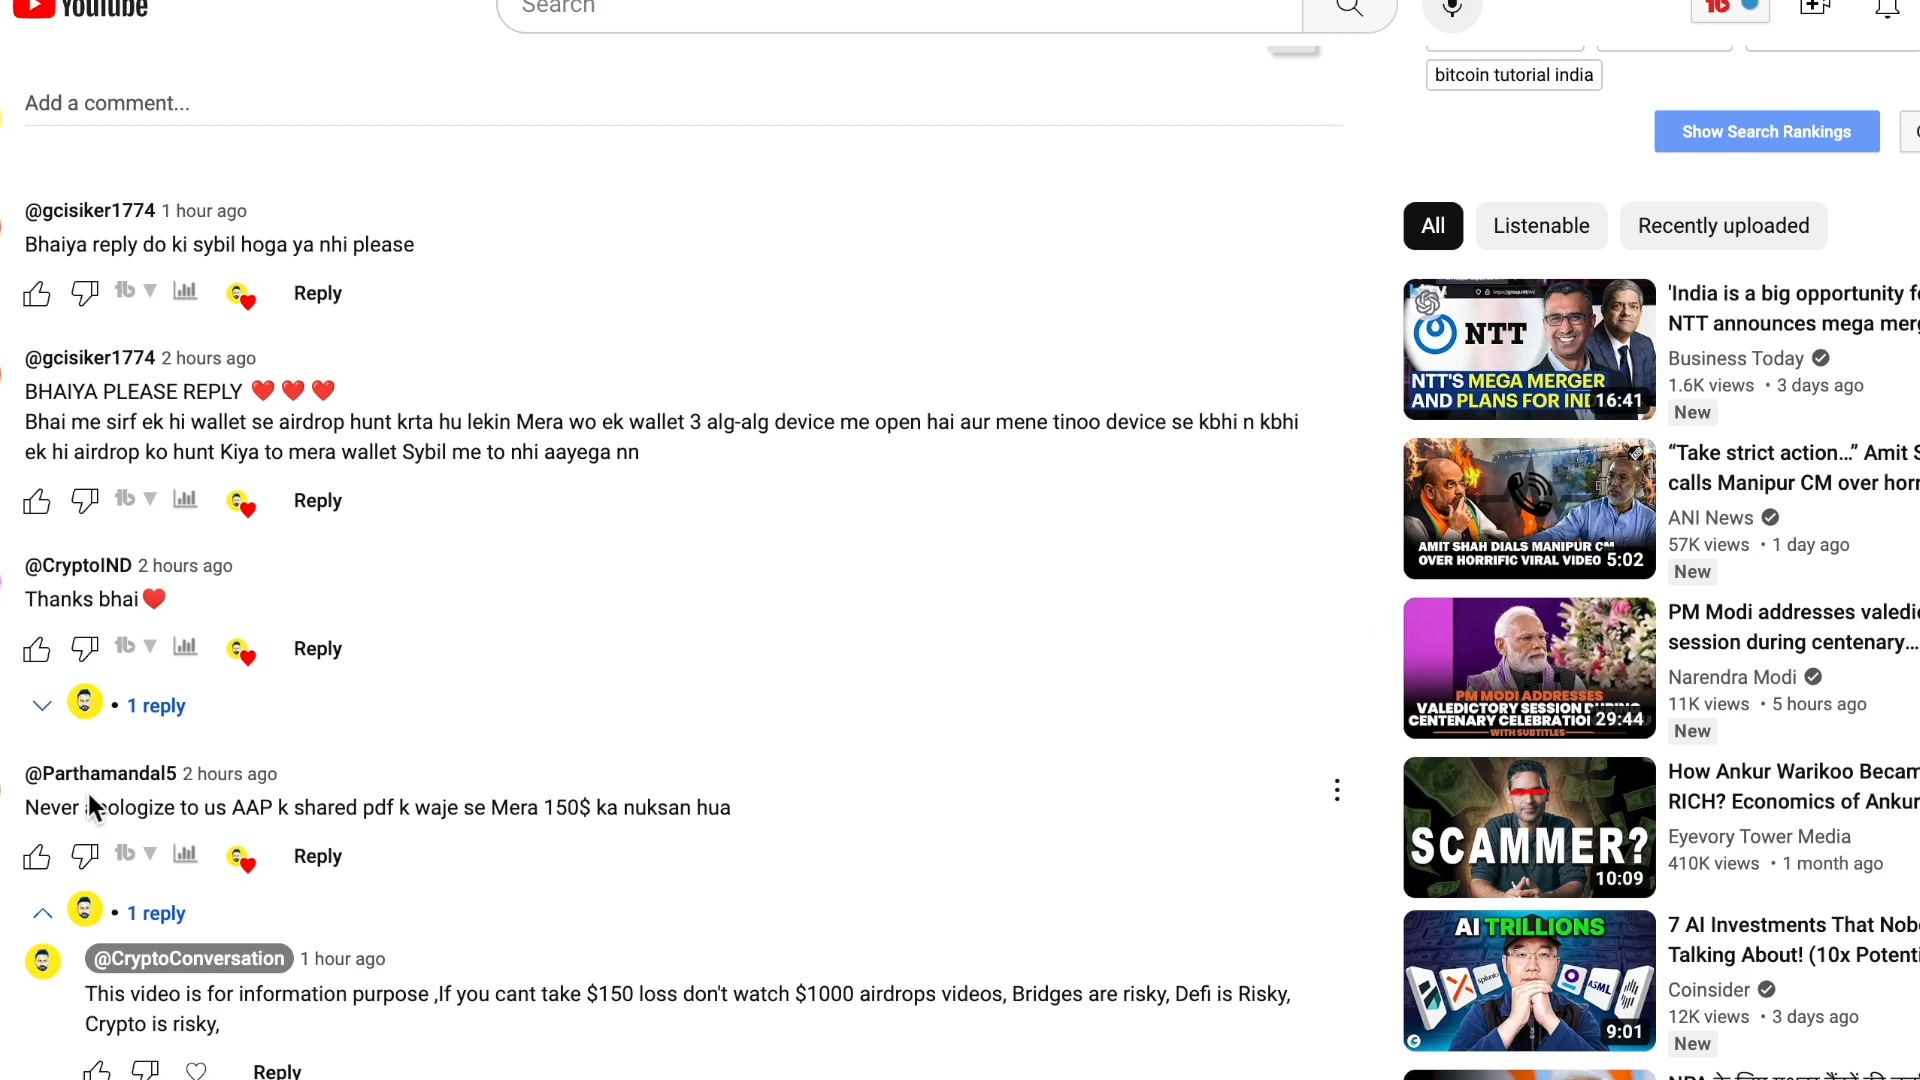 YouTube
Search
bitcoin tutorial india
Add a comment...
Show Search Rankings
@gcisiker1774 1 hour ago
Bhaiya reply do ki sybil hoga ya nhi please
Reply
@gcisiker1774 2 hours ago
BHAIYA PLEASE REPLY ❤️ ❤️ ❤️
Bhai me sirf ek hi wallet se airdrop hunt krta hu lekin Mera wo ek wallet 3 alg-alg device me open hai aur mene tinoo device se kbhi n kbhi
ek hi airdrop ko hunt Kiya to mera wallet Sybil me to nhi aayega nn
Reply
@CryptoIND 2 hours ago
Thanks bhai❤️
Reply
• 1 reply
@Parthamandal5 2 hours ago
Never apologize to us AAP k shared pdf k waje se Mera 150$ ka nuksan hua
Reply
• 1 reply
@CryptoConversation 1 hour ago
This video is for information purpose ,If you cant take $150 loss don't watch $1000 airdrops videos, Bridges are risky, Defi is Risky,
Crypto is risky,
Reply
All Listenable Recently uploaded
NTT
NTT'S MEGA MERGER
AND PLANS FOR IND 16:41
'India is a big opportunity
NTT announces mega
Business Today
1.6K views • 3 days ago
New
AMIT SHAH DIALS MANIPUR CM
OVER HORRIFIC VIRAL VIDEO 5:02
“Take strict action...” Amit
calls Manipur CM over
ANI News
57K views • 1 day ago
New
PM MODI ADDRESSES
VALEDICTORY SESSION DURING
CENTENARY CELEBRATION 29:44
WITH SUBTITLES
PM Modi addresses
session during centenary...
Narendra Modi
11K views • 5 hours ago
New
SCAMMER?
10:09
How Ankur Warikoo
RICH? Economics of
Eyevory Tower Media
410K views • 1 month ago
AI TRILLIONS
splunk>
ASML
9:01
7 AI Investments That
Talking About! (10x
Coinsider
12K views • 3 days ago
New